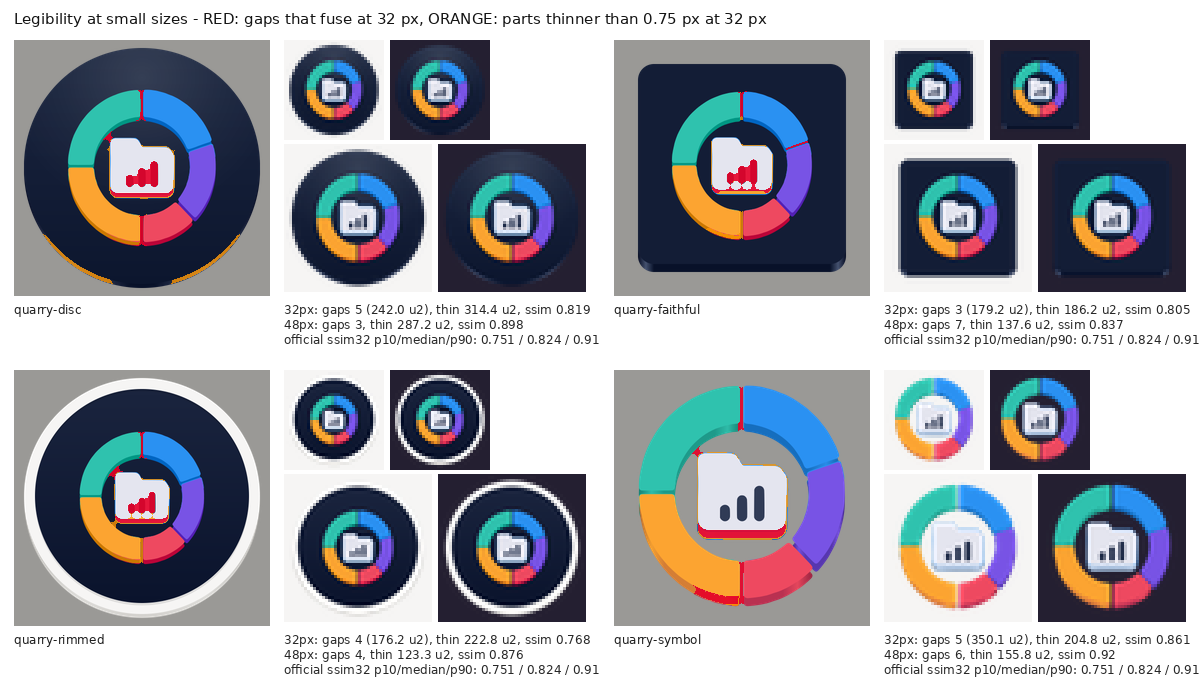 Legibility at small sizes - RED: gaps that fuse at 32 px, ORANGE: parts thinner than 0.75 px at 32 px
quarry-disc
32px: gaps 5 (242.0 u2), thin 314.4 u2, ssim 0.819
48px: gaps 3, thin 287.2 u2, ssim 0.898
official ssim32 p10/median/p90: 0.751 / 0.824 / 0.91
quarry-faithful
32px: gaps 3 (179.2 u2), thin 186.2 u2, ssim 0.805
48px: gaps 7, thin 137.6 u2, ssim 0.837
official ssim32 p10/median/p90: 0.751 / 0.824 / 0.91
quarry-rimmed
32px: gaps 4 (176.2 u2), thin 222.8 u2, ssim 0.768
48px: gaps 4, thin 123.3 u2, ssim 0.876
official ssim32 p10/median/p90: 0.751 / 0.824 / 0.91
quarry-symbol
32px: gaps 5 (350.1 u2), thin 204.8 u2, ssim 0.861
48px: gaps 6, thin 155.8 u2, ssim 0.92
official ssim32 p10/median/p90: 0.751 / 0.824 / 0.91